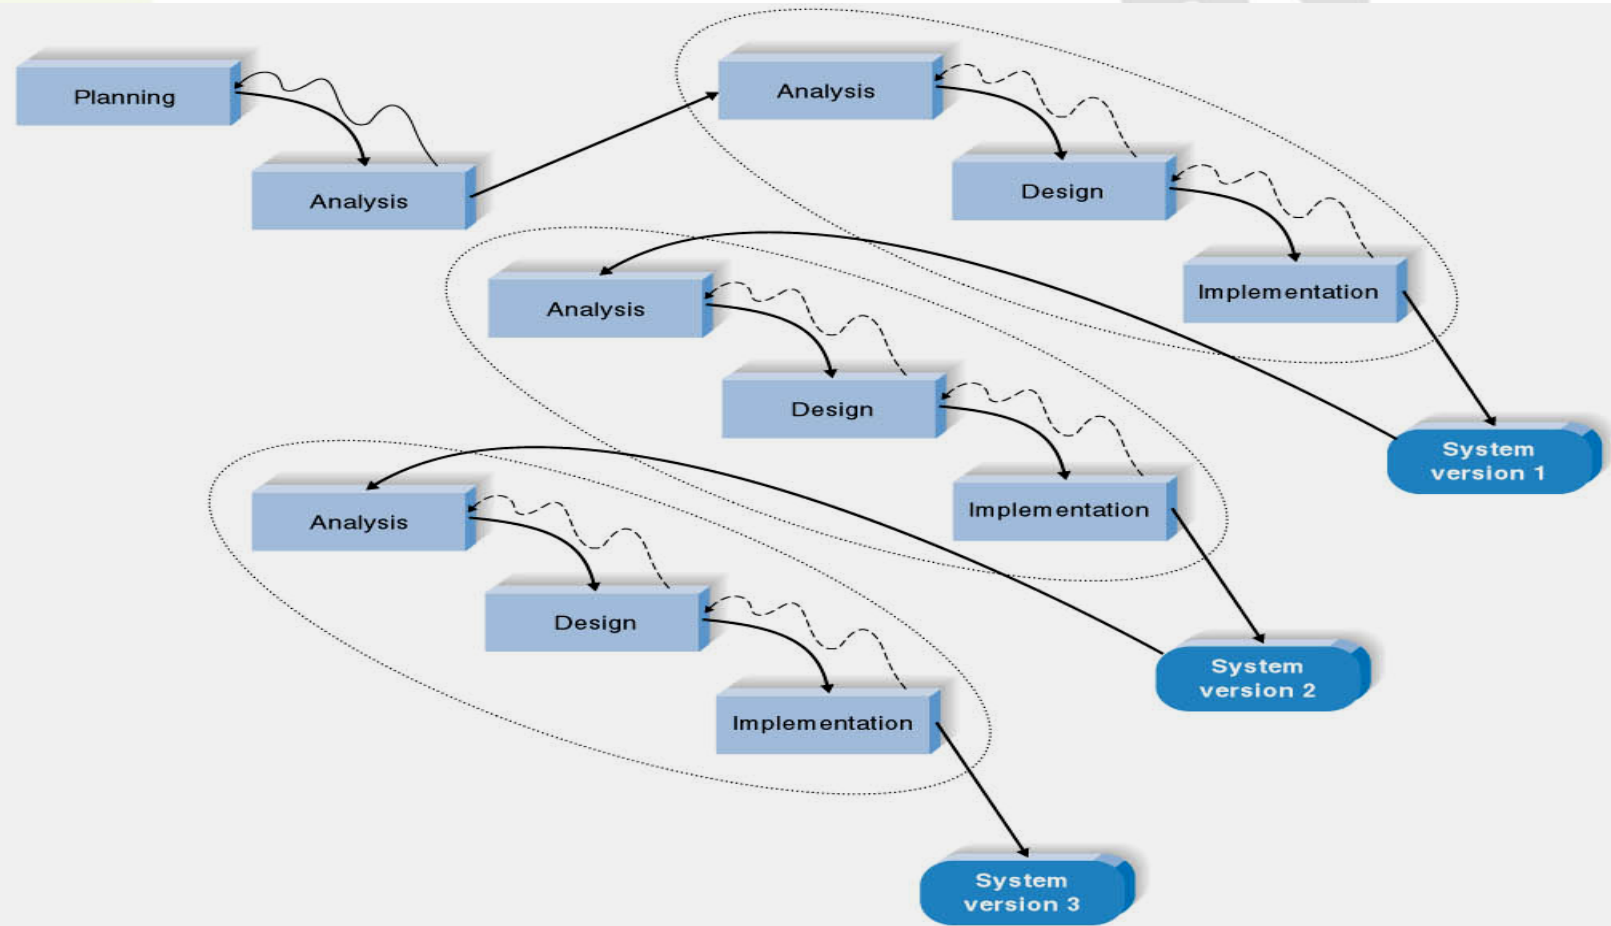 Planning
Analysis
Analysis
Design
Implementation
System
version 1
Analysis
Design
Implementation
System
version 2
Analysis
Design
Implementation
System
version 3